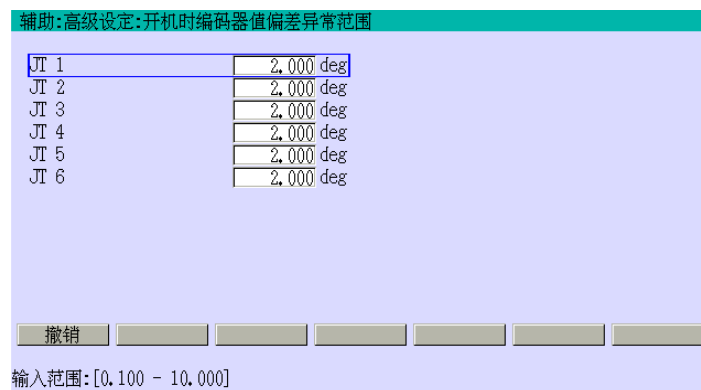 辅助:高级设定:开机时编码器值偏差异常范围
JT 1 2.000 deg
JT 2 2.000 deg
JT 3 2.000 deg
JT 4 2.000 deg
JT 5 2.000 deg
JT 6 2.000 deg
撤销
输入范围:[0.100 - 10.000]